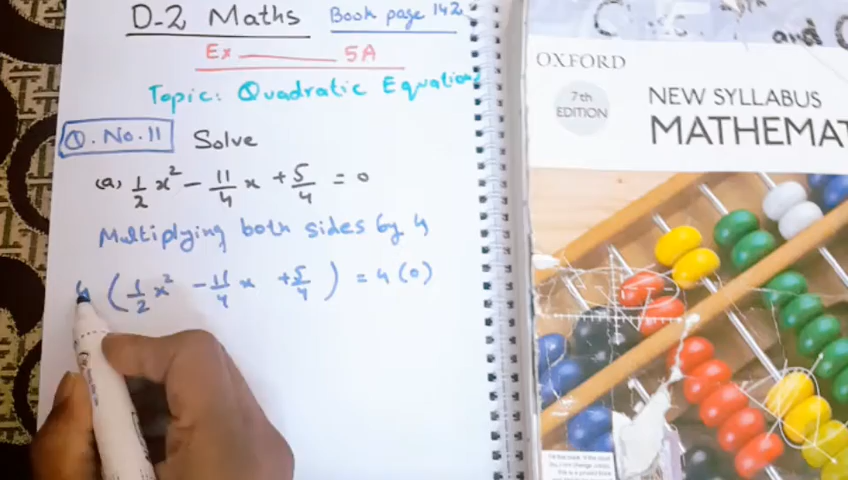 D-2 Maths Book page 142
Ex 5A
Topic: Quadratic Equations
Q.No.11 Solve
(a) 1/2 x² - 11/4 x + 5/4 = 0
Multiplying both sides by 4
4 (1/2 x² - 11/4 x + 5/4) = 4(0)
and
OXFORD
7th
EDITION
NEW SYLLABUS
MATHEMAT